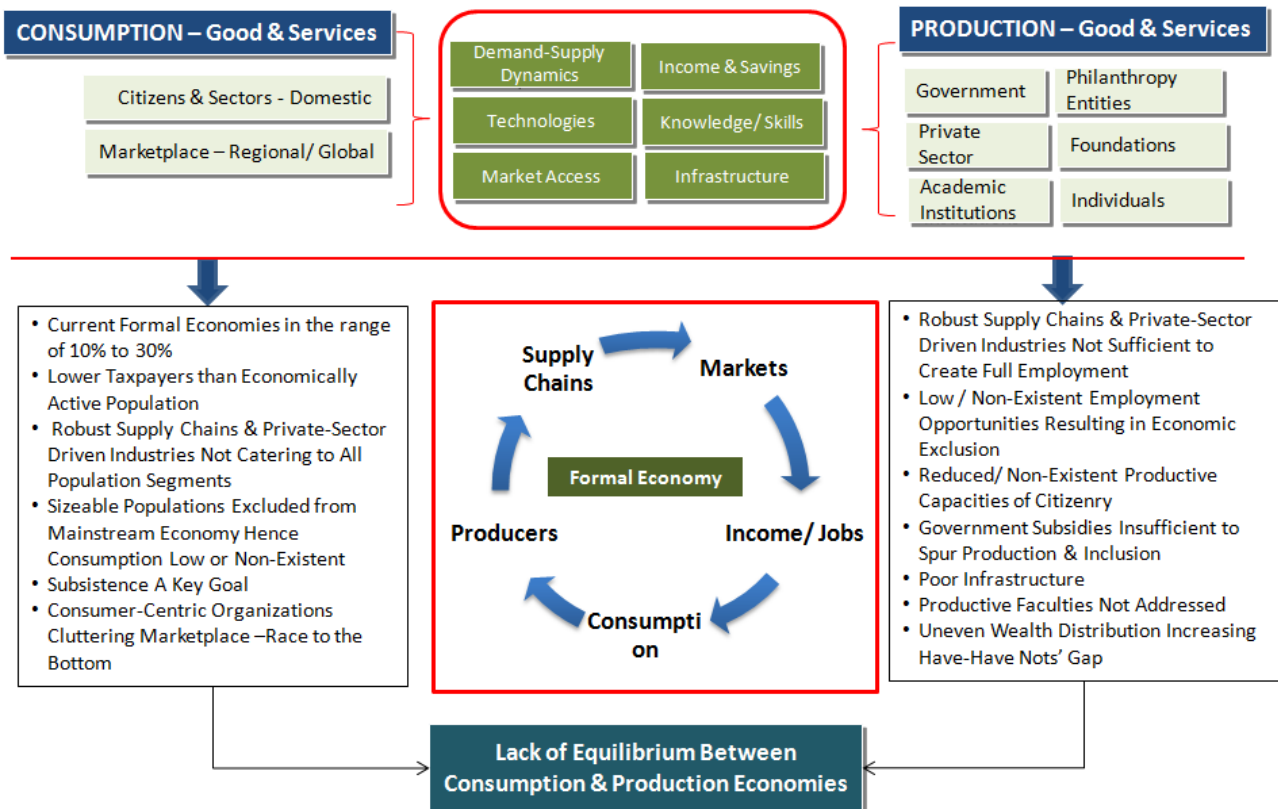 CONSUMPTION – Good & Services
Citizens & Sectors - Domestic
Marketplace – Regional/ Global
Demand-Supply
Dynamics
Income & Savings
Technologies
Knowledge/ Skills
Market Access
Infrastructure
PRODUCTION – Good & Services
Government
Philanthropy
Entities
Private
Sector
Foundations
Academic
Institutions
Individuals
• Current Formal Economies in the range
of 10% to 30%
• Lower Taxpayers than Economically
Active Population
• Robust Supply Chains & Private-Sector
Driven Industries Not Catering to All
Population Segments
• Sizeable Populations Excluded from
Mainstream Economy Hence
Consumption Low or Non-Existent
• Subsistence A Key Goal
• Consumer-Centric Organizations
Cluttering Marketplace –Race to the
Bottom
Supply
Chains
Markets
Formal Economy
Producers
Income/ Jobs
Consumpti
on
• Robust Supply Chains & Private-Sector
Driven Industries Not Sufficient to
Create Full Employment
• Low / Non-Existent Employment
Opportunities Resulting in Economic
Exclusion
• Reduced/ Non-Existent Productive
Capacities of Citizenry
• Government Subsidies Insufficient to
Spur Production & Inclusion
• Poor Infrastructure
• Productive Faculties Not Addressed
• Uneven Wealth Distribution Increasing
Have-Have Nots' Gap
Lack of Equilibrium Between
Consumption & Production Economies